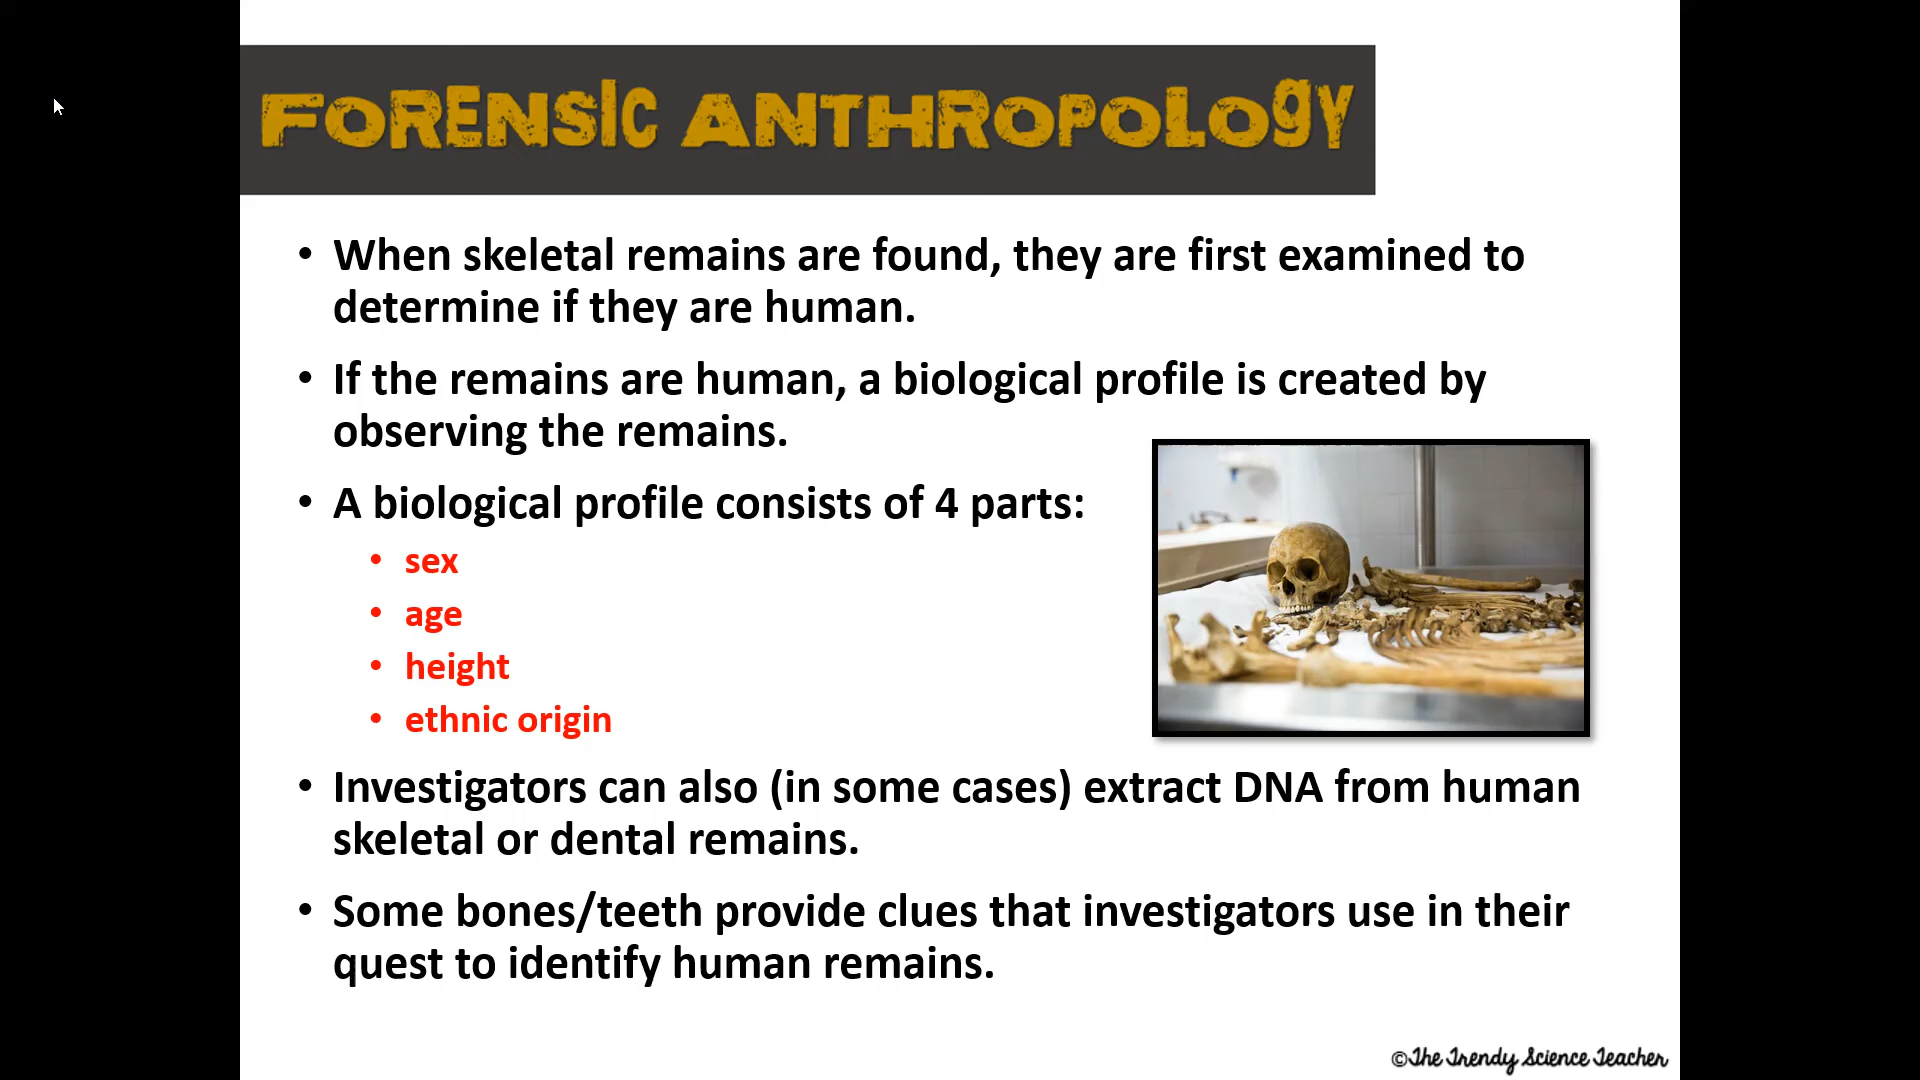 FORENSIC ANTHROPOLOGY
• When skeletal remains are found, they are first examined to
determine if they are human.
• If the remains are human, a biological profile is created by
observing the remains.
• A biological profile consists of 4 parts:
• sex
• age
• height
• ethnic origin
• Investigators can also (in some cases) extract DNA from human
skeletal or dental remains.
• Some bones/teeth provide clues that investigators use in their
quest to identify human remains.
©The Trendy Science Teacher